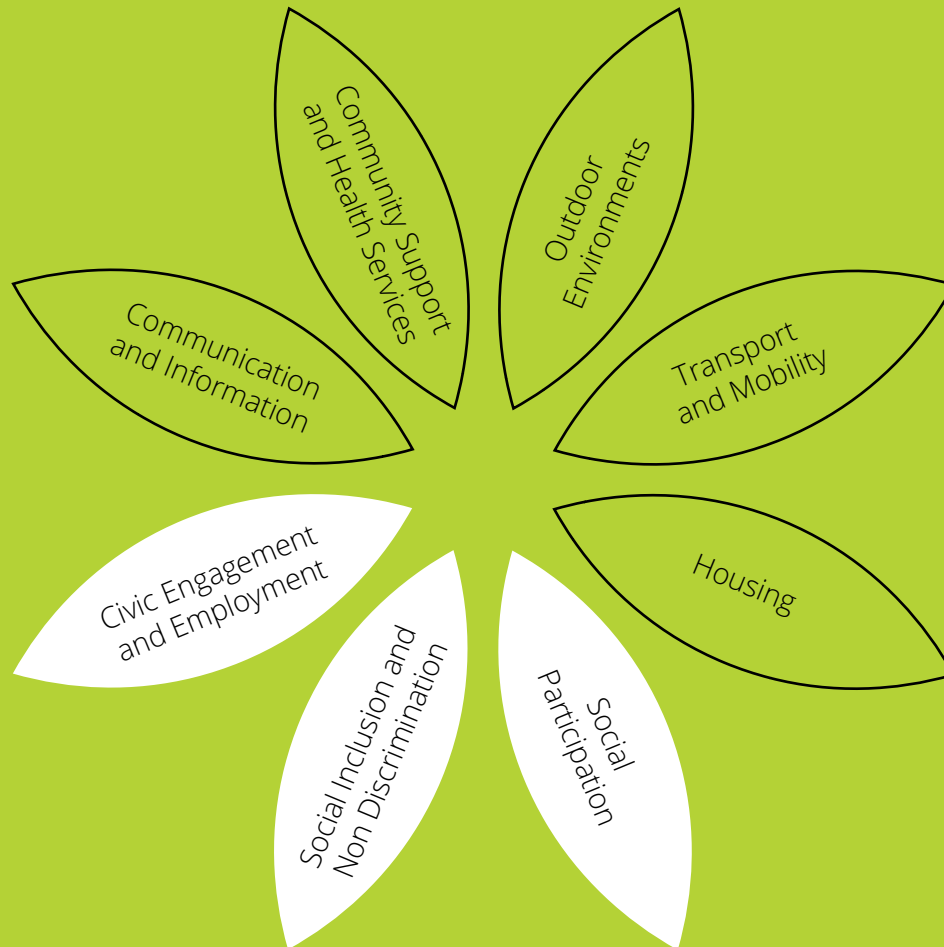 Community Support
and Health Services
Outdoor
Environments
Communication
and Information
Transport
and Mobility
Civic Engagement
and Employment
Housing
Social Inclusion and
Non Discrimination
Social
Participation